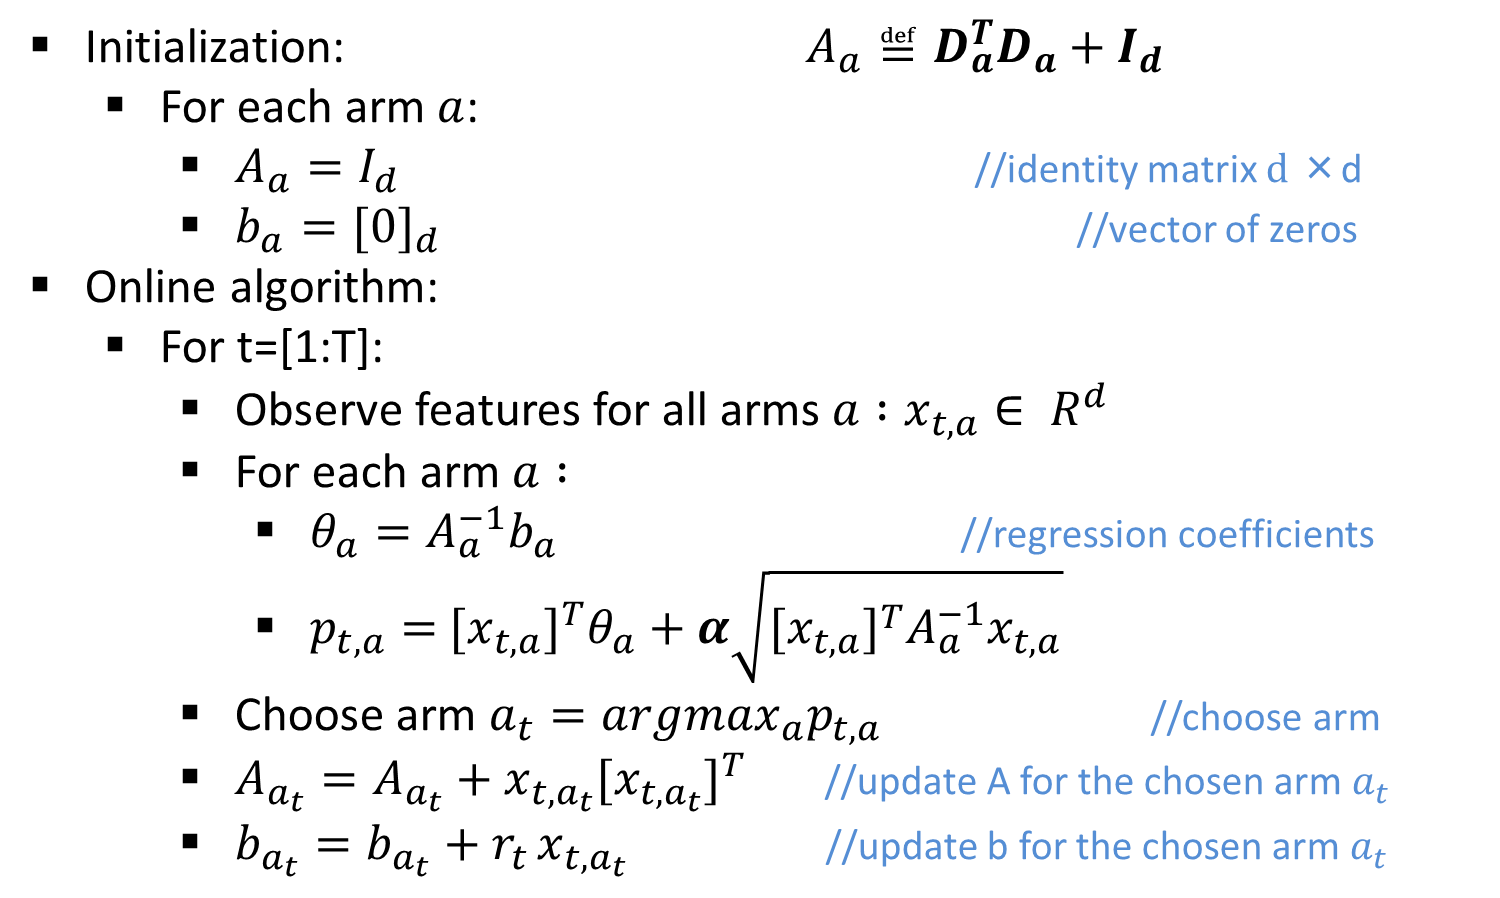 ▪ Initialization: A_a ≝ D_a^T D_a + I_d
▪ For each arm a:
▪ A_a = I_d //identity matrix d × d
▪ b_a = [0]_d //vector of zeros
▪ Online algorithm:
▪ For t=[1:T]:
▪ Observe features for all arms a : x_{t,a} ∈ R^d
▪ For each arm a :
▪ θ_a = A_a^{−1} b_a //regression coefficients
▪ p_{t,a} = [x_{t,a}]^T θ_a + α√([x_{t,a}]^T A_a^{−1} x_{t,a})
▪ Choose arm a_t = argmax_a p_{t,a} //choose arm
▪ A_{a_t} = A_{a_t} + x_{t,a_t}[x_{t,a_t}]^T //update A for the chosen arm a_t
▪ b_{a_t} = b_{a_t} + r_t x_{t,a_t} //update b for the chosen arm a_t